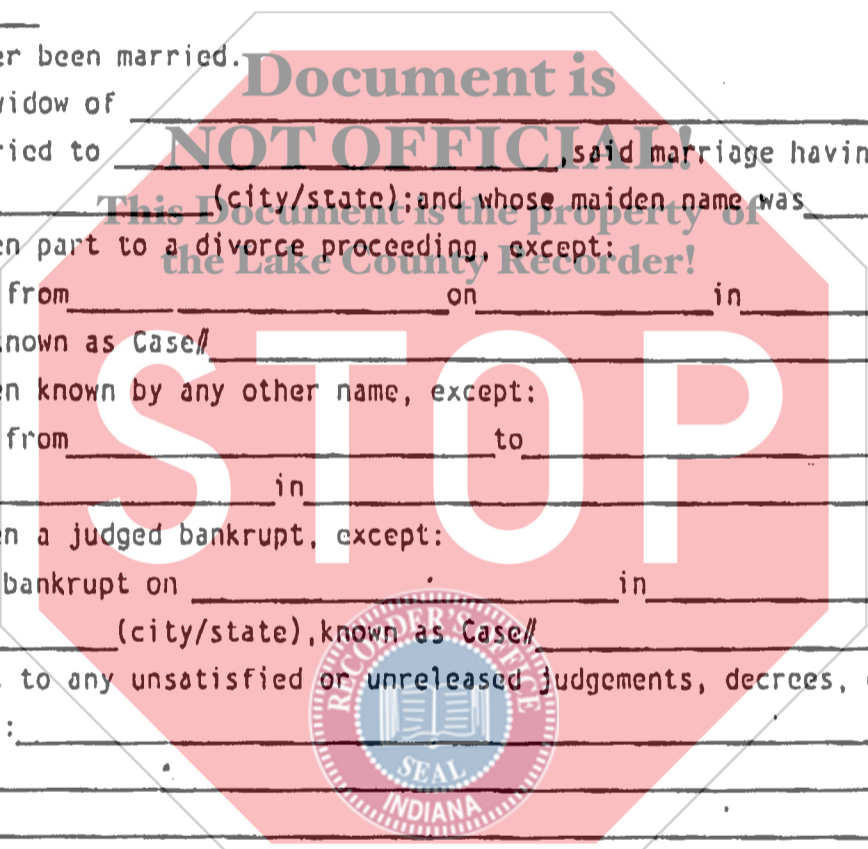 er been married.
Document is
widow of
NOT OFFICIAL!
ried to ,said marriage havin
(city/state);and whose maiden name was
This Document is the property of
en part to a divorce proceeding, except:
the Lake County Recorder!
from on in
known as Case#
en known by any other name, except:
from to
in
STOP
en a judged bankrupt, except:
bankrupt on in
(city/state),known as Case#
to any unsatisfied or unreleased judgements, decrees,
:
RECORDER'S OFFICE
SEAL
INDIANA